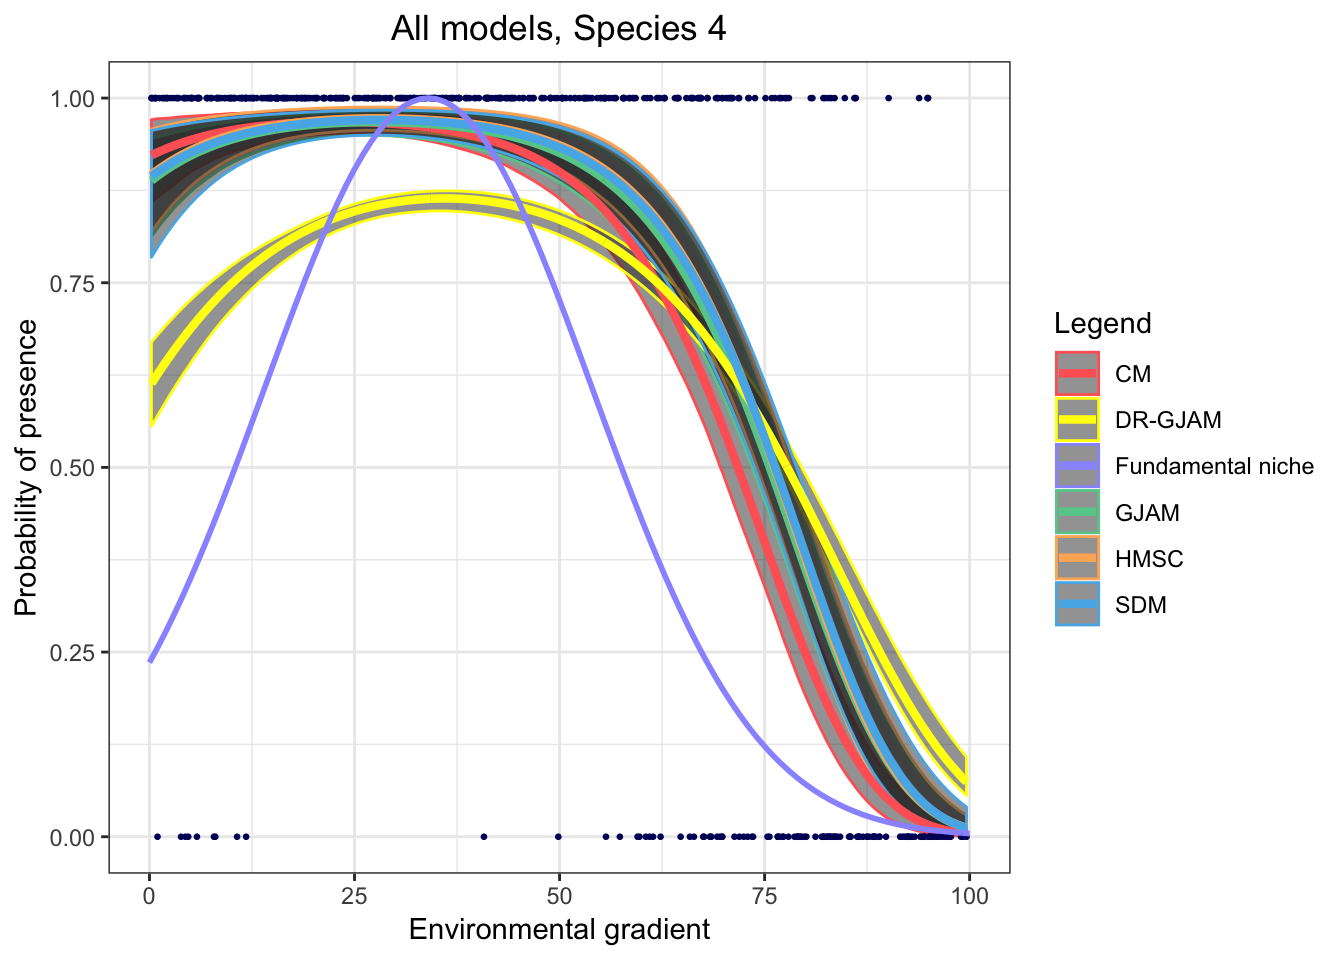 All models, Species 4
Probability of presence
1.00
0.75
0.50
0.25
0.00
0
25
50
75
100
Environmental gradient
Legend
CM
DR-GJAM
Fundamental niche
GJAM
HMSC
SDM